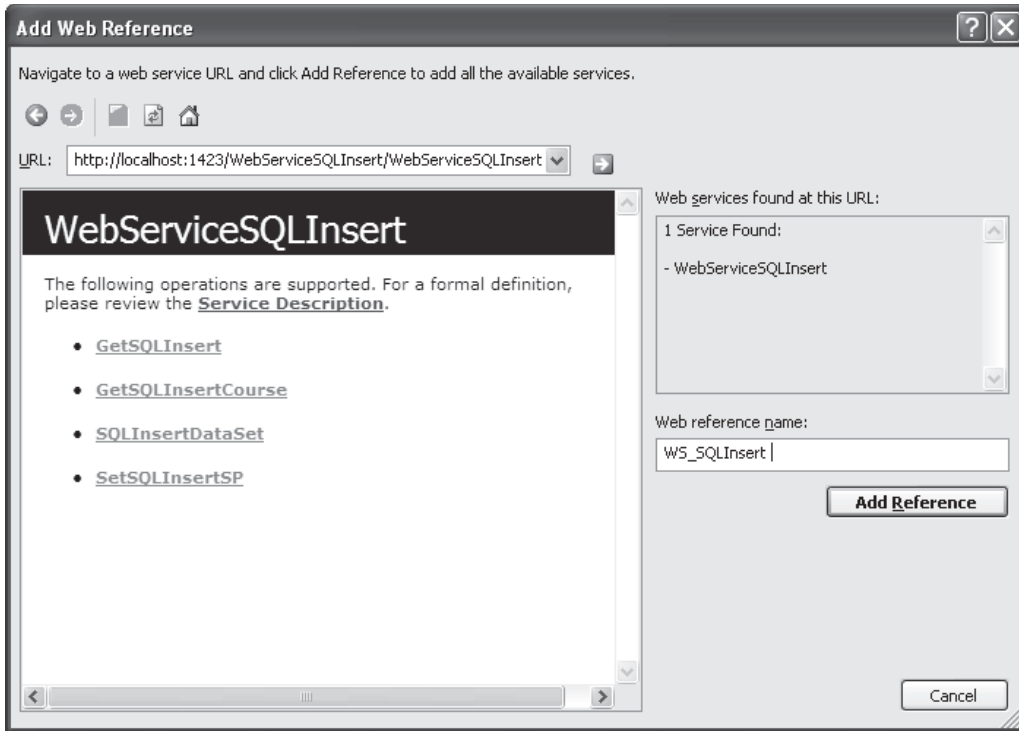 Add Web Reference
Navigate to a web service URL and click Add Reference to add all the available services.
URL: http://localhost:1423/WebServiceSQLInsert/WebServiceSQLInsert
WebServiceSQLInsert
The following operations are supported. For a formal definition,
please review the Service Description.
• GetSQLInsert
• GetSQLInsertCourse
• SQLInsertDataSet
• SetSQLInsertSP
Web services found at this URL:
1 Service Found:
- WebServiceSQLInsert
Web reference name:
WS_SQLInsert
Add Reference
Cancel